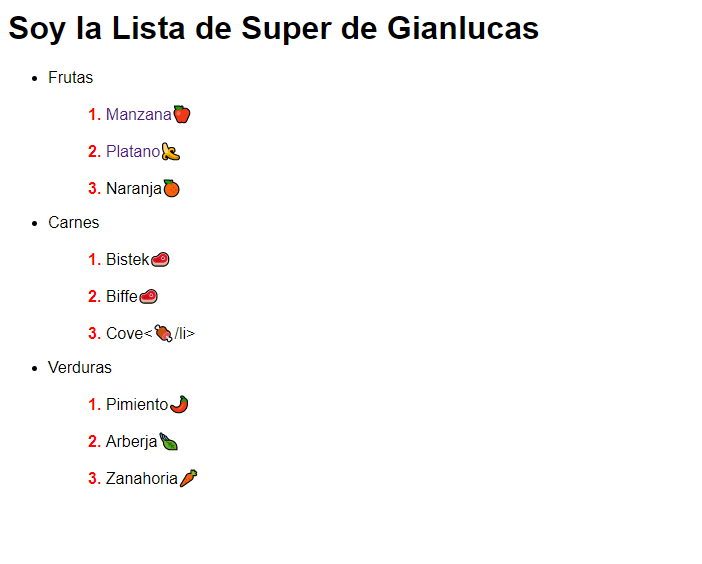 Soy la Lista de Super de Gianlucas
• Frutas
1. Manzana🍎
2. Platano🍌
3. Naranja🍊
• Carnes
1. Bistek🥩
2. Biffe🥩
3. Cove<🍖/li>
• Verduras
1. Pimiento🌶
2. Arberja🌿
3. Zanahoria🥕